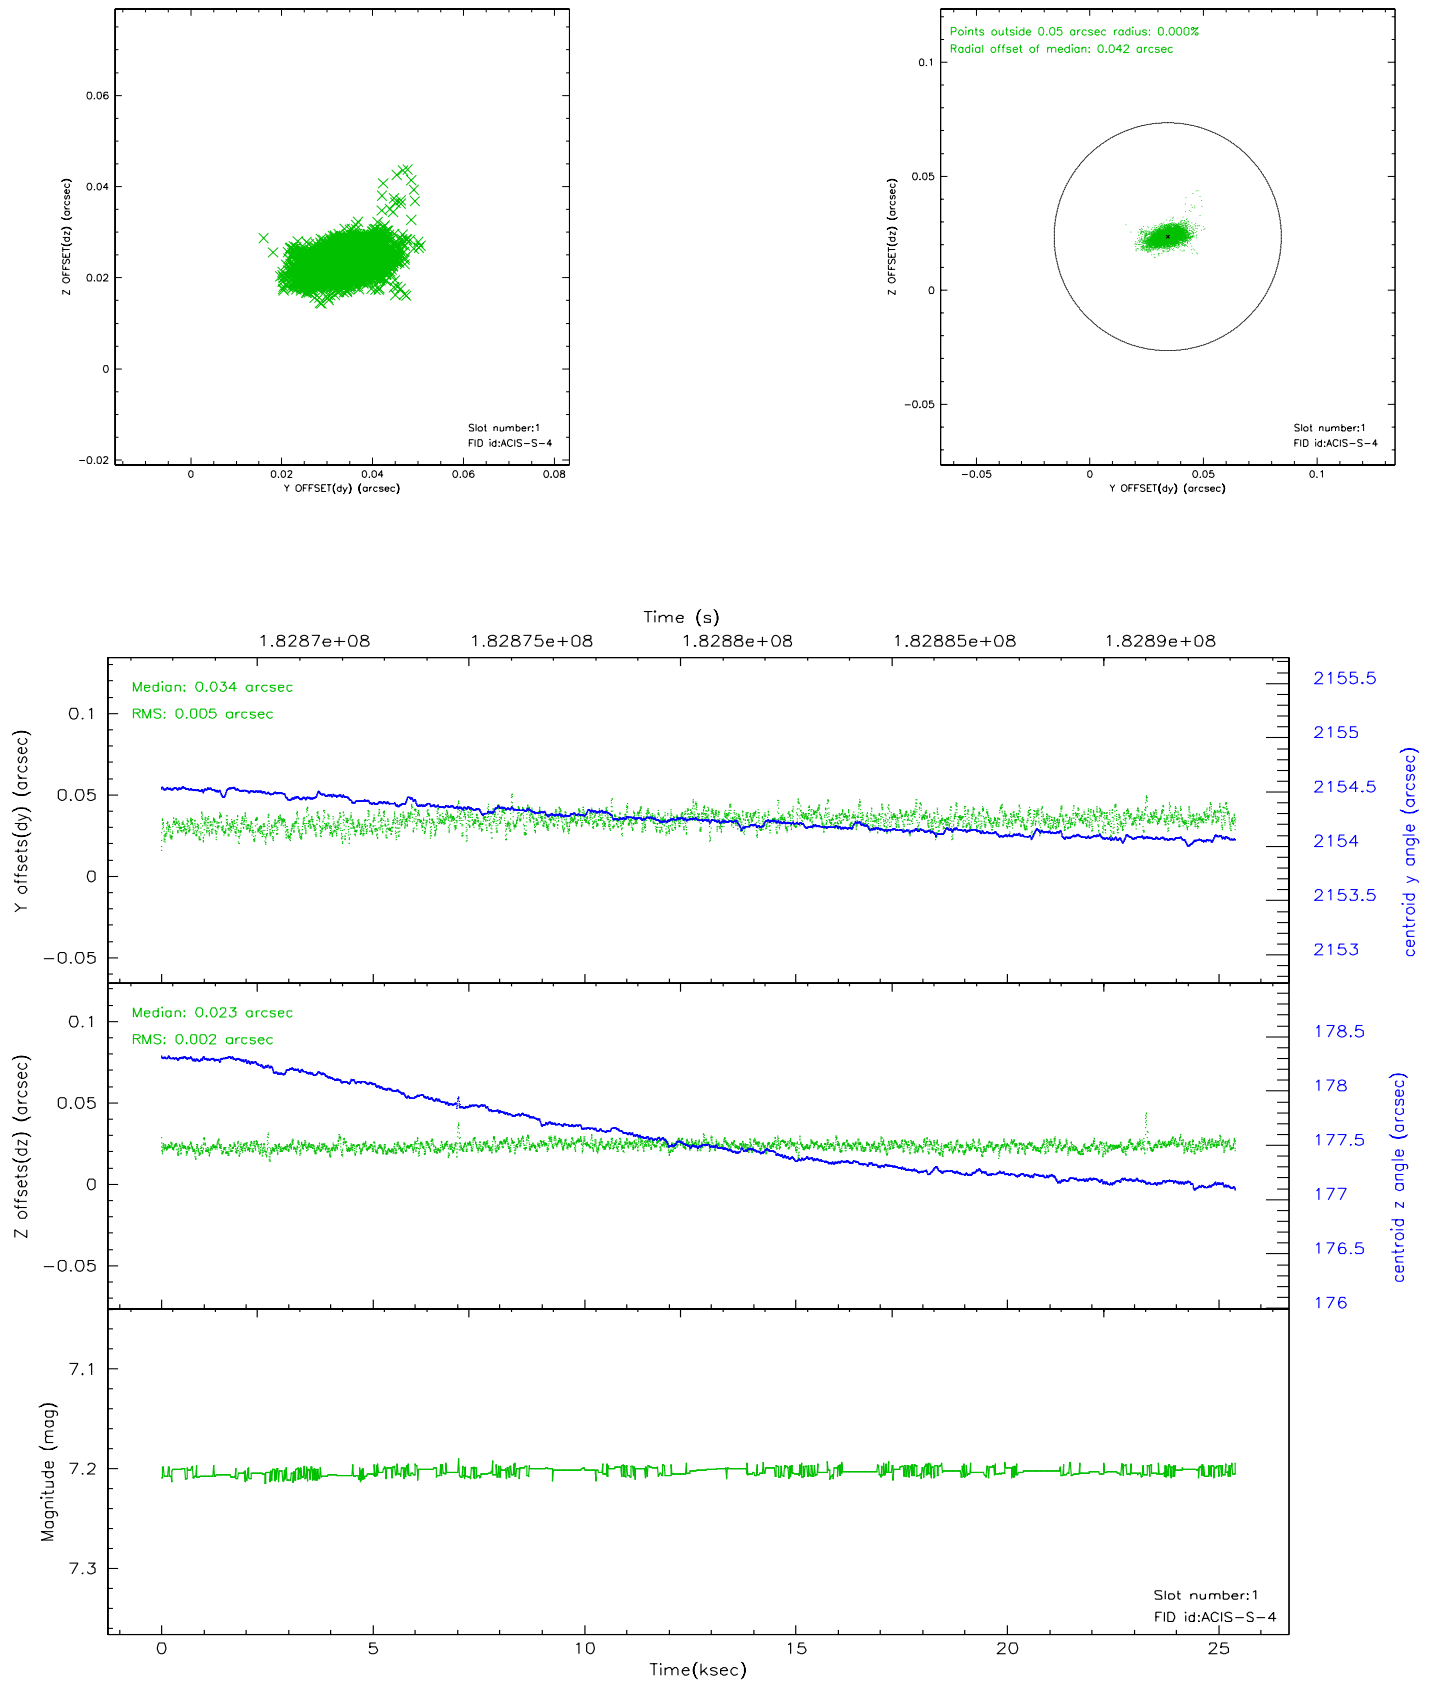 0.06
0.04
0.02
0
−0.02
Z OFFSET(dz) (arcsec)
Slot number:1
FID id:ACIS−S−4
0 0.02 0.04 0.06 0.08
Y OFFSET(dy) (arcsec)
Points outside 0.05 arcsec radius: 0.000%
Radial offset of median: 0.042 arcsec
0.1
0.05
0
−0.05
Z OFFSET(dz) (arcsec)
Slot number:1
FID id:ACIS−S−4
−0.05 0 0.05 0.1
Y OFFSET(dy) (arcsec)
Time (s)
1.8287e+08 1.82875e+08 1.8288e+08 1.82885e+08 1.8289e+08
Median: 0.034 arcsec
RMS: 0.005 arcsec
0.1
0.05
0
−0.05
Y offsets(dy) (arcsec)
2155.5
2155
2154.5
2154
2153.5
2153
centroid y angle (arcsec)
Median: 0.023 arcsec
RMS: 0.002 arcsec
0.1
0.05
0
−0.05
Z offsets(dz) (arcsec)
178.5
178
177.5
177
176.5
176
centroid z angle (arcsec)
7.1
7.2
7.3
Magnitude (mag)
Slot number:1
FID id:ACIS−S−4
0 5 10 15 20 25
Time(ksec)